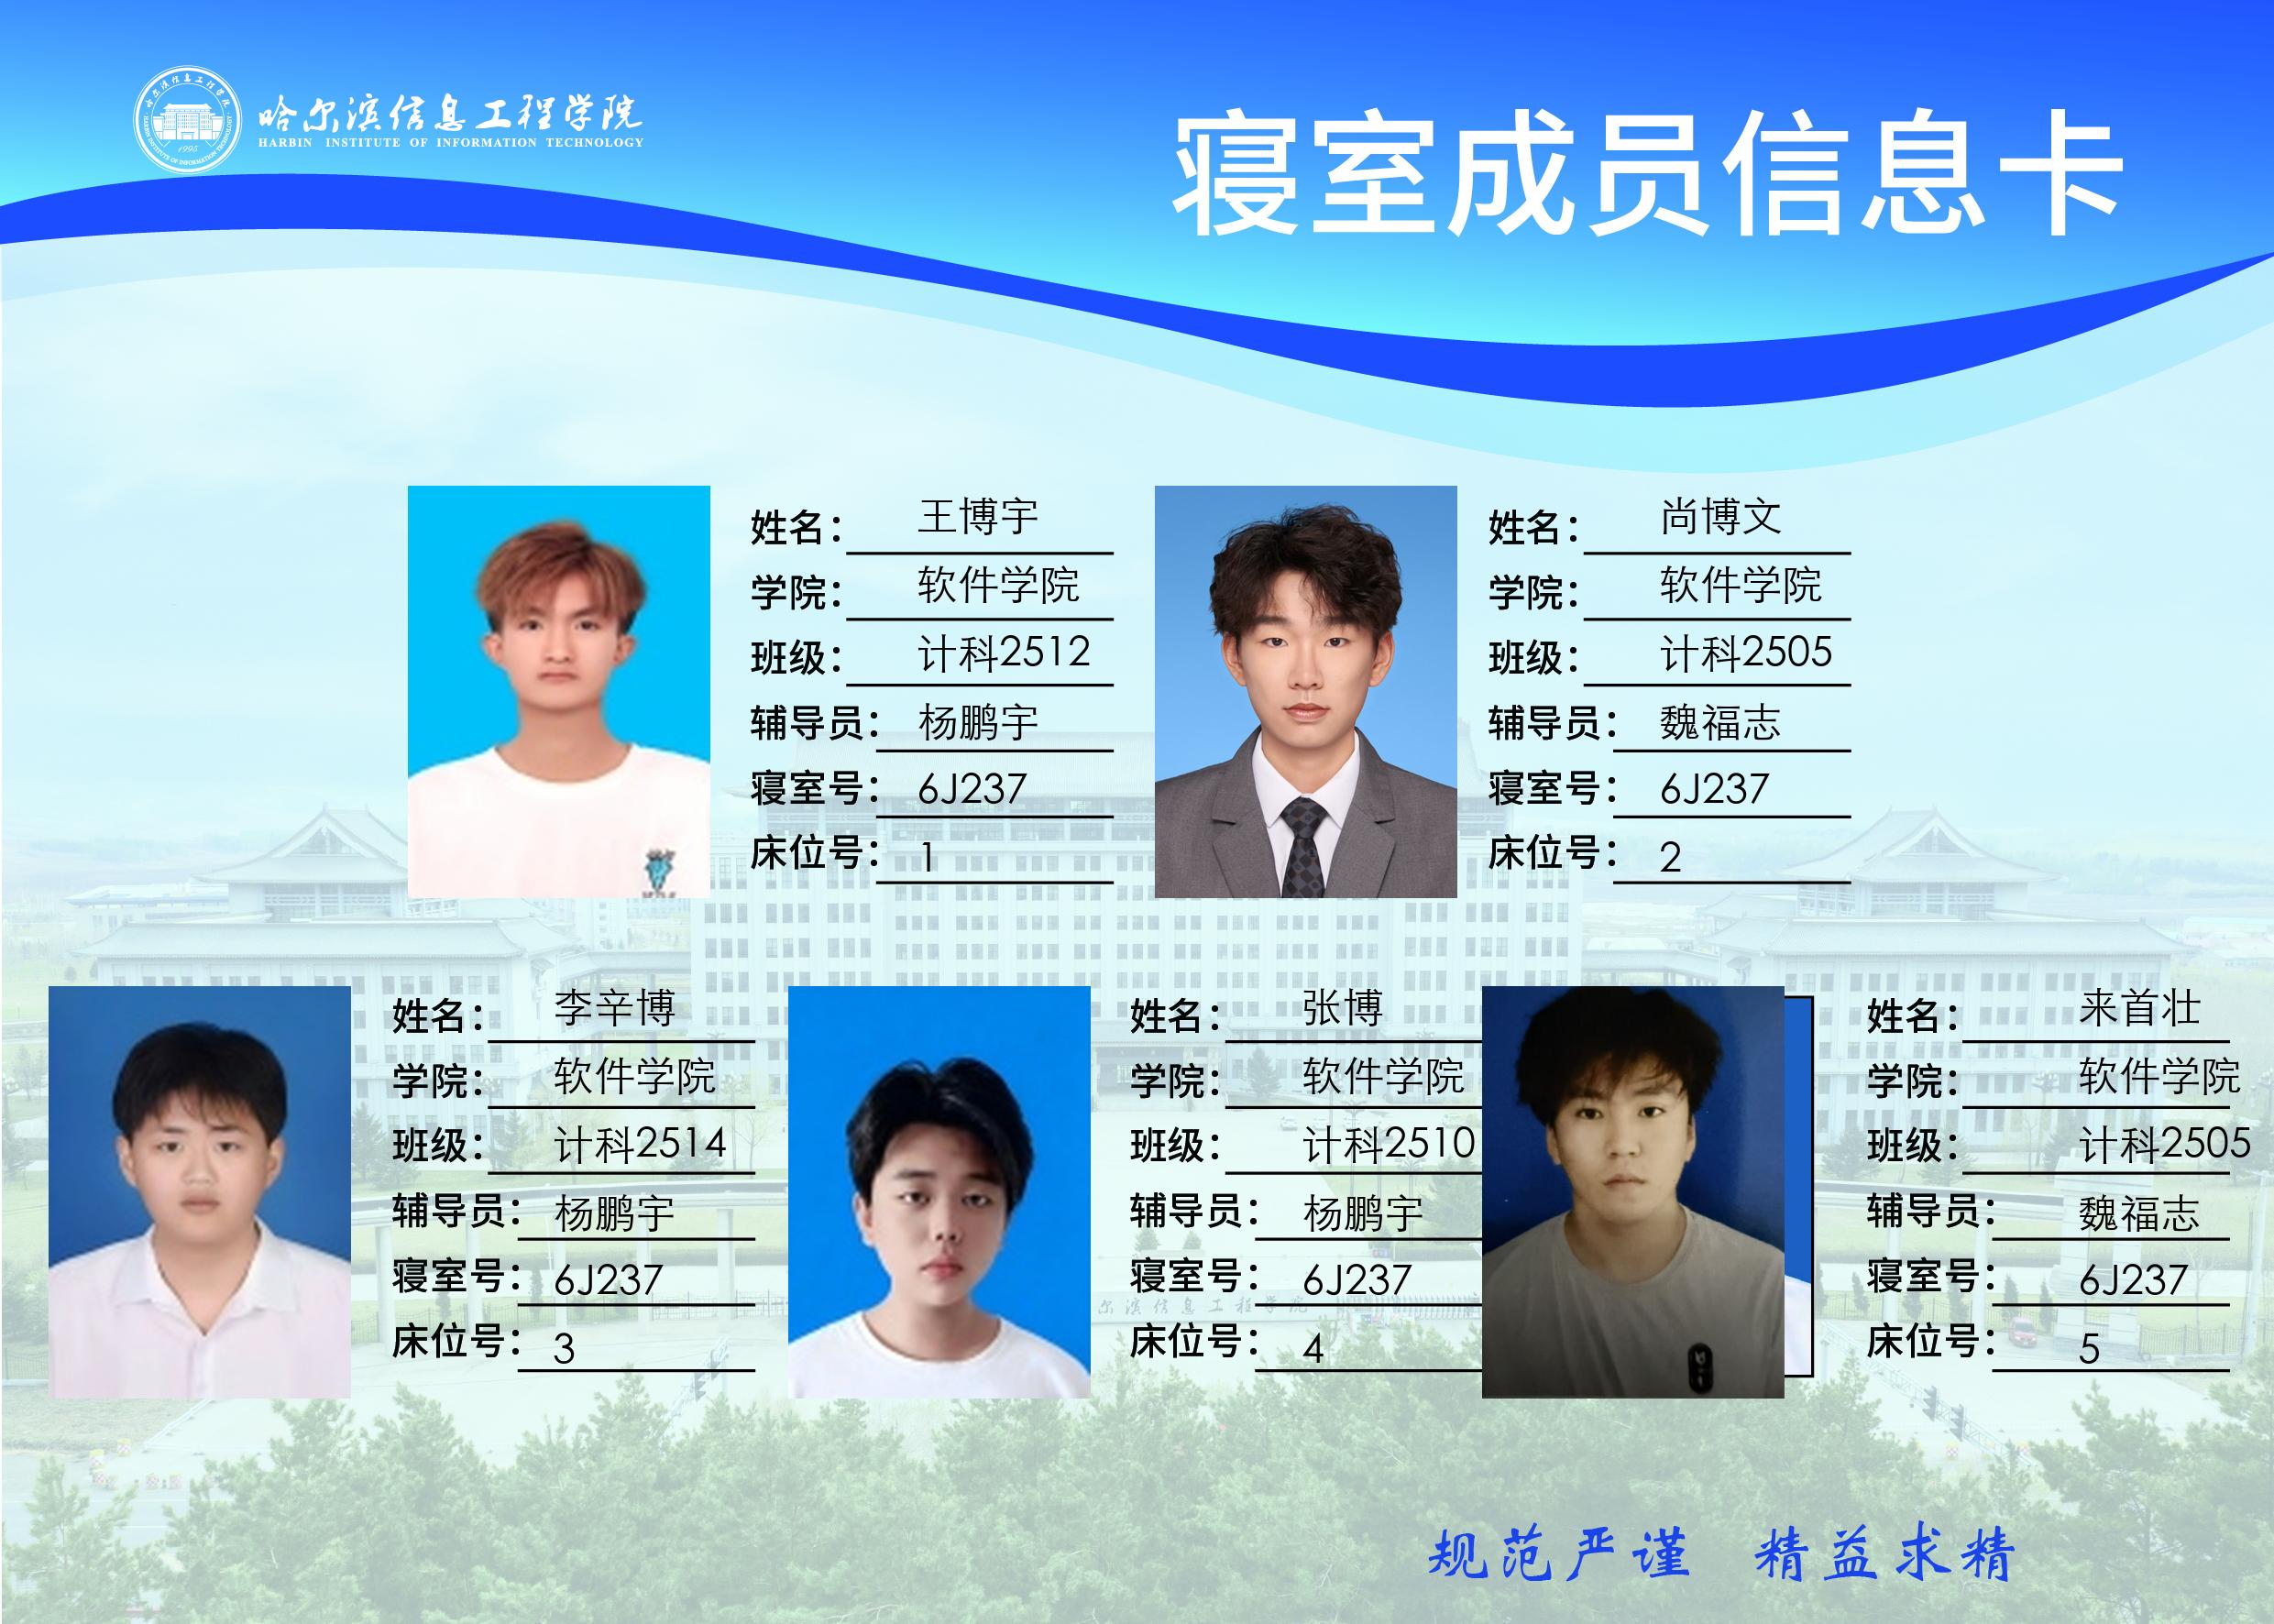 哈尔滨信息工程学院
HARBIN INSTITUTE OF INFORMATION TECHNOLOGY
1995
寝室成员信息卡
姓名： 王博宇
学院： 软件学院
班级： 计科2512
辅导员： 杨鹏宇
寝室号： 6J237
床位号： 1
姓名： 尚博文
学院： 软件学院
班级： 计科2505
辅导员： 魏福志
寝室号： 6J237
床位号： 2
姓名： 李辛博
学院： 软件学院
班级： 计科2514
辅导员： 杨鹏宇
寝室号： 6J237
床位号： 3
姓名： 张博
学院： 软件学院
班级： 计科2510
辅导员： 杨鹏宇
寝室号： 6J237
床位号： 4
姓名： 来首壮
学院： 软件学院
班级： 计科2505
辅导员： 魏福志
寝室号： 6J237
床位号： 5
尔滨信息工程学院
规范严谨 精益求精